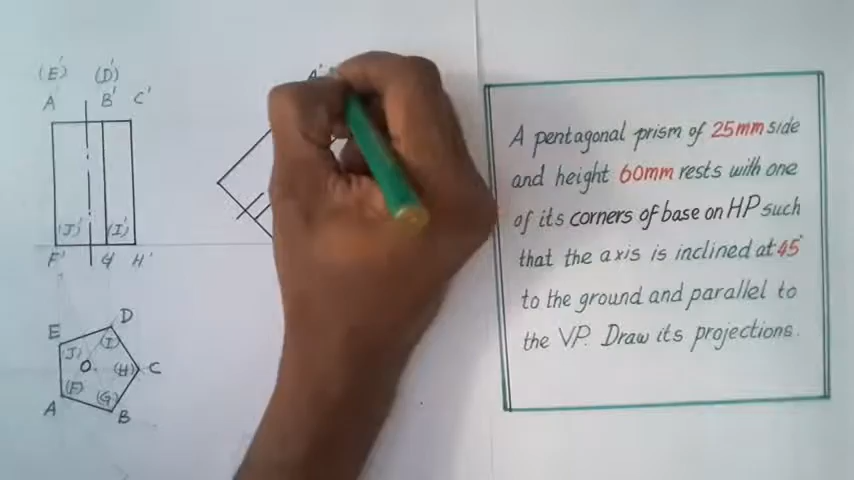 (E') (D')
A' B' C'
(J)' (I)'
F' G' H'
D
E
(J) (I)
O (H) C
(F)
(G)
A
B
A'
A pentagonal prism of 25mm side
and height 60mm rests with one
of its corners of base on HP such
that the axis is inclined at 45°
to the ground and parallel to
the VP. Draw its projections.